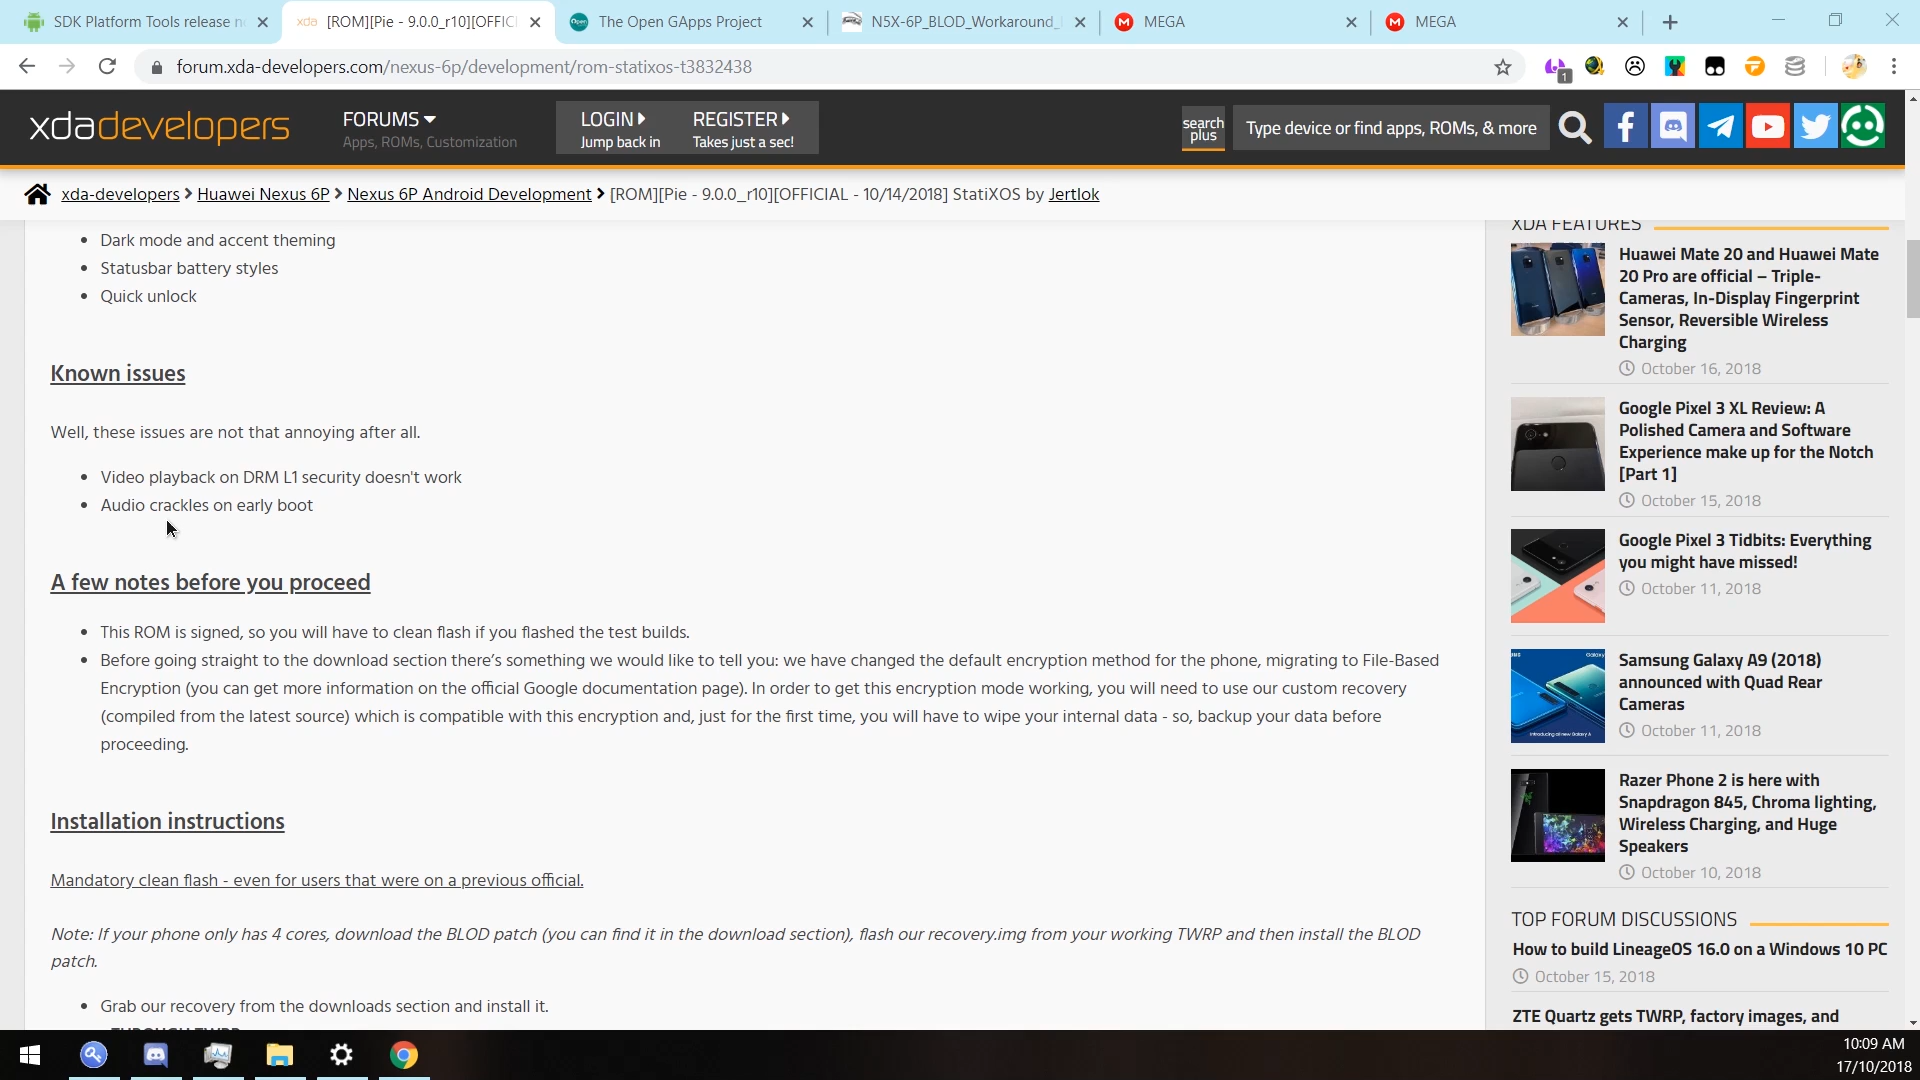 SDK Platform Tools release n
xda [ROM][Pie - 9.0.0_r10][OFFIC
The Open GApps Project
N5X-6P_BLOD_Workaround_
MEGA
MEGA
forum.xda-developers.com/nexus-6p/development/rom-statixos-t3832438
1
xdadevelopers
FORUMS
Apps, ROMs, Customization
LOGIN
Jump back in
REGISTER
Takes just a sec!
search plus
Type device or find apps, ROMs, & more
xda-developers > Huawei Nexus 6P > Nexus 6P Android Development > [ROM][Pie - 9.0.0_r10][OFFICIAL - 10/14/2018] StatiXOS by Jertlok
• Dark mode and accent theming
• Statusbar battery styles
• Quick unlock
Known issues
Well, these issues are not that annoying after all.
• Video playback on DRM L1 security doesn't work
• Audio crackles on early boot
A few notes before you proceed
• This ROM is signed, so you will have to clean flash if you flashed the test builds.
• Before going straight to the download section there's something we would like to tell you: we have changed the default encryption method for the phone, migrating to File-Based
Encryption (you can get more information on the official Google documentation page). In order to get this encryption mode working, you will need to use our custom recovery
(compiled from the latest source) which is compatible with this encryption and, just for the first time, you will have to wipe your internal data - so, backup your data before
proceeding.
Installation instructions
Mandatory clean flash - even for users that were on a previous official.
Note: If your phone only has 4 cores, download the BLOD patch (you can find it in the download section), flash our recovery.img from your working TWRP and then install the BLOD
patch.
• Grab our recovery from the downloads section and install it.
THROUGH TWRP
XDA FEATURES
Huawei Mate 20 and Huawei Mate
20 Pro are official – Triple-
Cameras, In-Display Fingerprint
Sensor, Reversible Wireless
Charging
October 16, 2018
Google Pixel 3 XL Review: A
Polished Camera and Software
Experience make up for the Notch
[Part 1]
October 15, 2018
Google Pixel 3 Tidbits: Everything
you might have missed!
October 11, 2018
Samsung Galaxy A9 (2018)
announced with Quad Rear
Cameras
October 11, 2018
Razer Phone 2 is here with
Snapdragon 845, Chroma lighting,
Wireless Charging, and Huge
Speakers
October 10, 2018
TOP FORUM DISCUSSIONS
How to build LineageOS 16.0 on a Windows 10 PC
October 15, 2018
ZTE Quartz gets TWRP, factory images, and
10:09 AM
17/10/2018